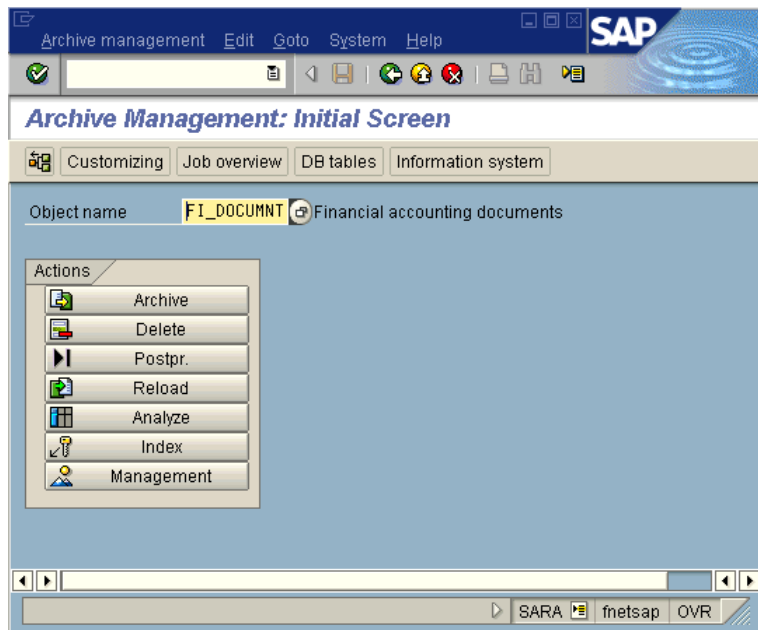 Archive management Edit Goto System Help
SAP
Archive Management: Initial Screen
Customizing Job overview DB tables Information system
Object name FI_DOCUMNT Financial accounting documents
Actions
Archive
Delete
Postpr.
Reload
Analyze
Index
Management
SARA fnetsap OVR